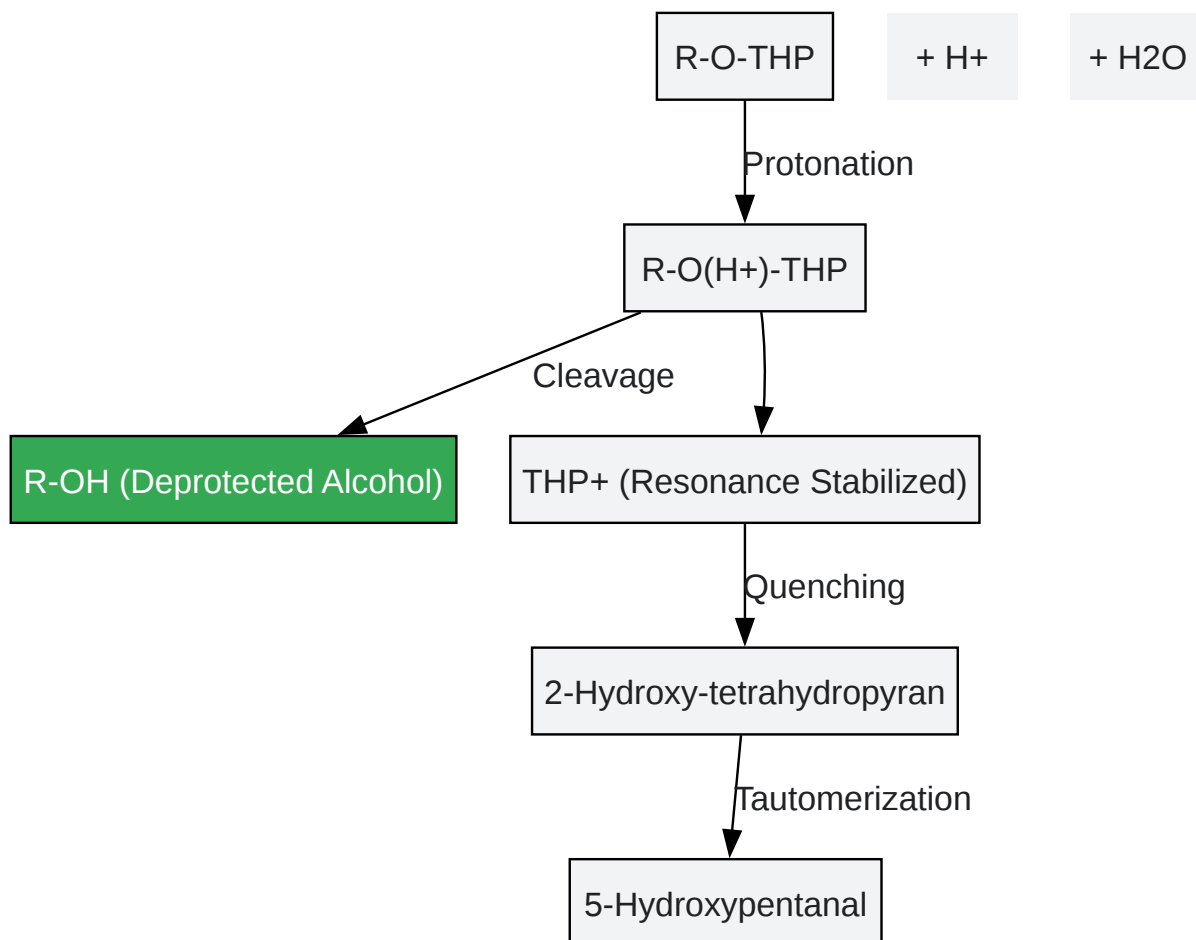 R-O-THP
+ H+
+ H2O
Protonation
R-O(H+)-THP
Cleavage
R-OH (Deprotected Alcohol)
THP+ (Resonance Stabilized)
Quenching
2-Hydroxy-tetrahydropyran
Tautomerization
5-Hydroxypentanal